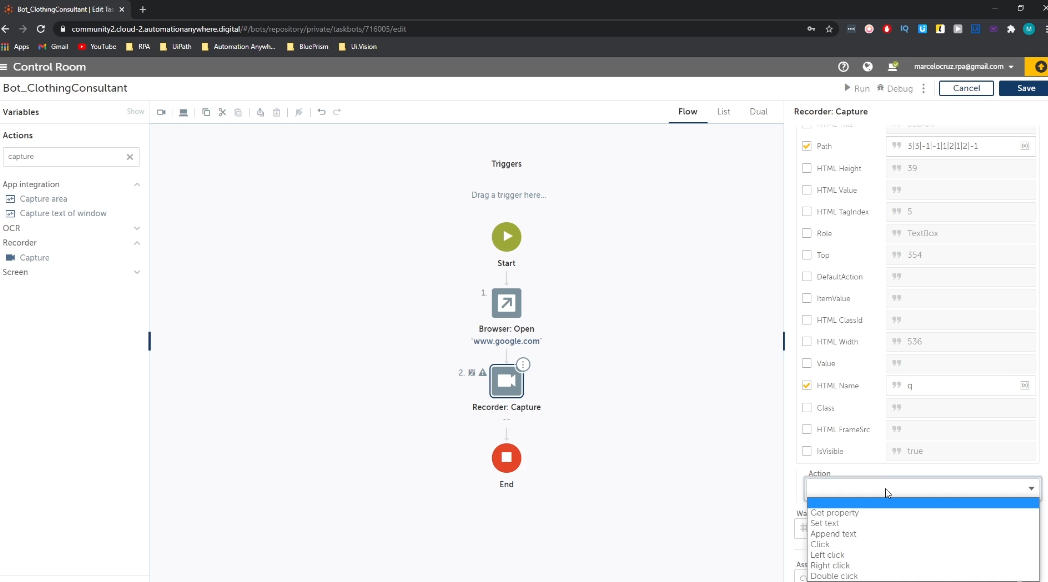 Bot_ClothingConsultant | Edit Tas
community2.cloud-2.automationanywhere.digital/#/bots/repository/private/taskbots/716005/edit
Apps Gmail YouTube RPA UiPath Automation Anywh... BluePrism Ui.Vision
Control Room
marcelocruz.rpa@gmail.com
Bot_ClothingConsultant
Run Debug Cancel Save
Variables Show
Flow List Dual
Recorder: Capture
Actions
capture
App integration
Capture area
Capture text of window
OCR
Recorder
Capture
Screen
Triggers
Drag a trigger here...
Start
1.
Browser: Open
"www.google.com"
2.
Recorder: Capture
--
End
Path 3|3|-1|-1|1|2|1|2|-1
HTML Height 39
HTML Value
HTML TagIndex 5
Role TextBox
Top 354
DefaultAction
ItemValue
HTML ClassId
HTML Width 536
Value
HTML Name q
Class
HTML FrameSrc
IsVisible true
Action
Get property
Set text
Append text
Click
Left click
Right click
Double click